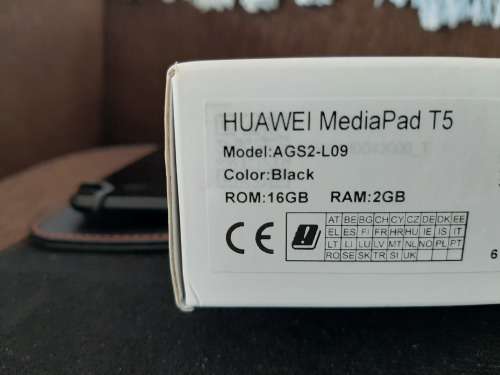 HUAWEI MediaPad T5
Model:AGS2-L09
Color:Black
ROM:16GB RAM:2GB
CE
AT BE BG CH CY CZ DE DK EE
EL ES FI FR HR HU IE IS IT
LT LI LU LV MT NL NO PL PT
RO SE SK TR SI UK
6